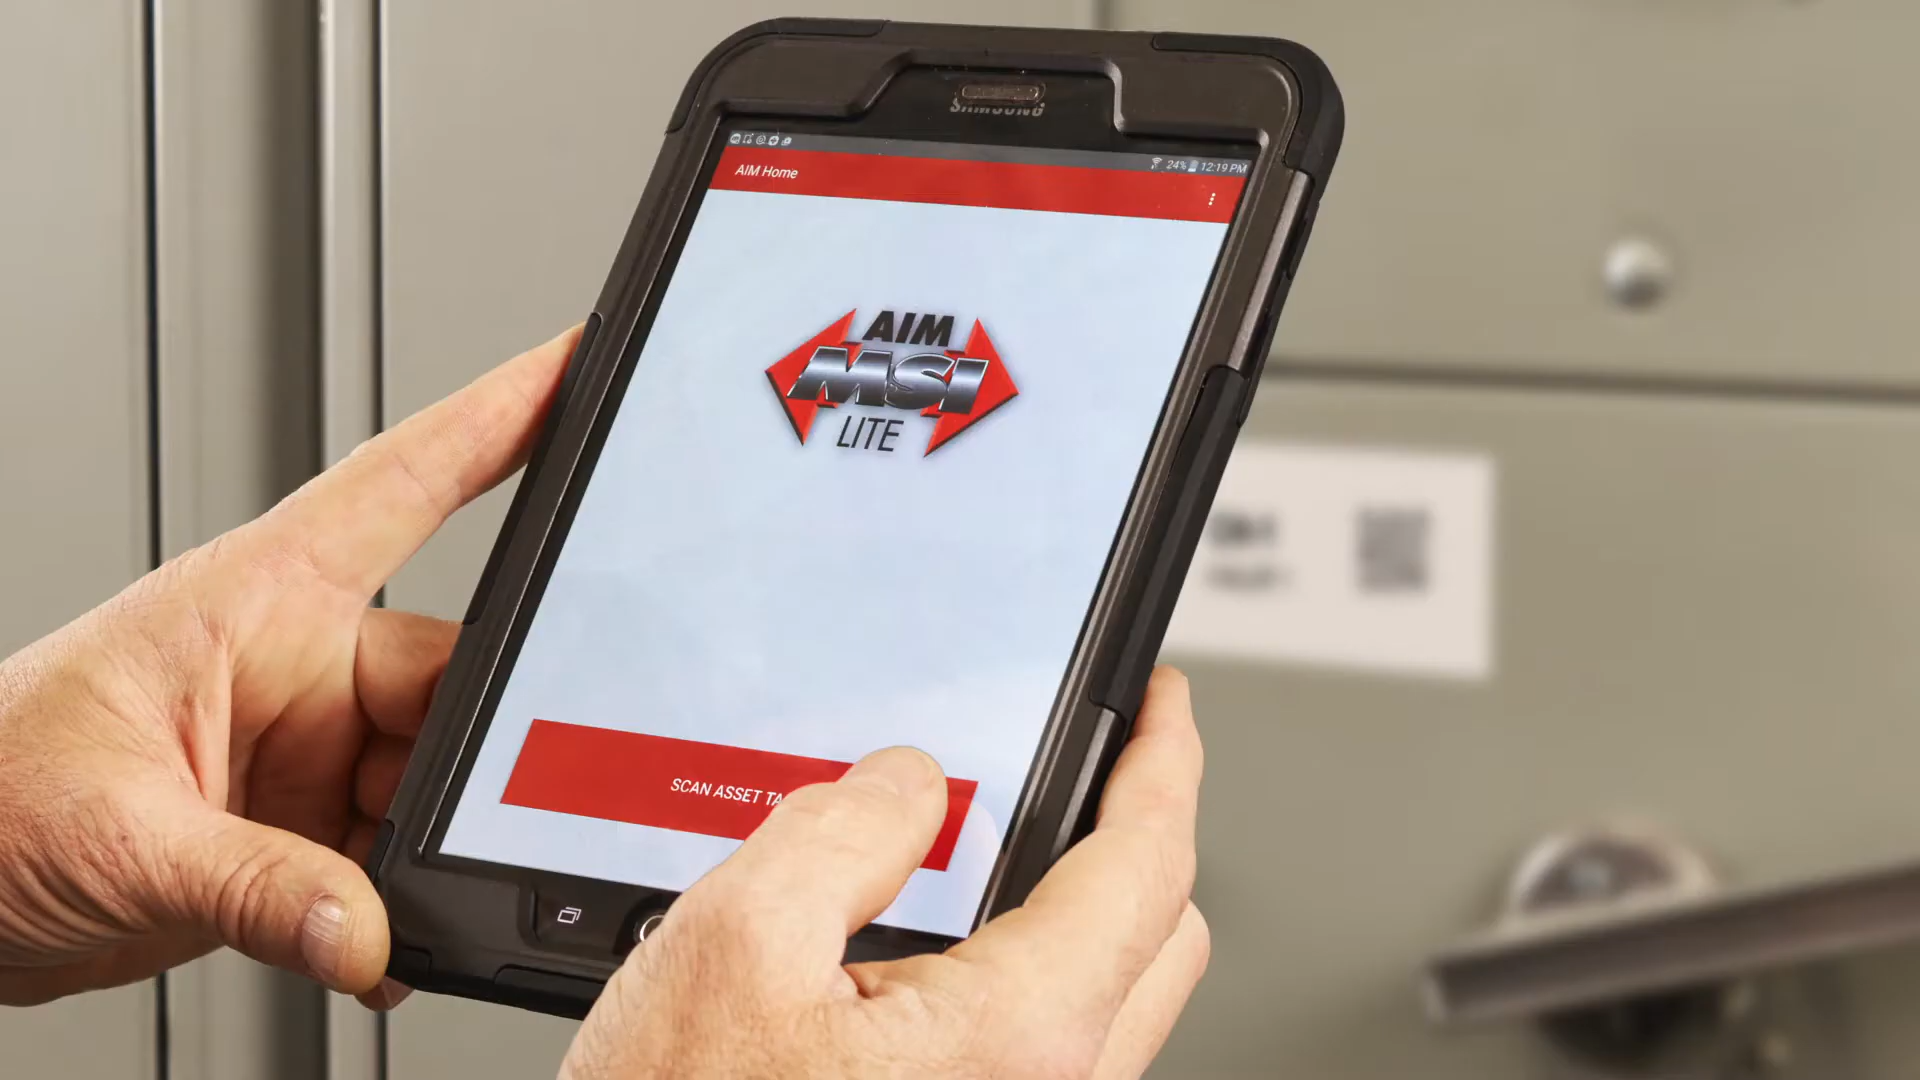 SAMSUNG
24% 12:19 PM
AIM Home
AIM
MSI
LITE
SCAN ASSET TA